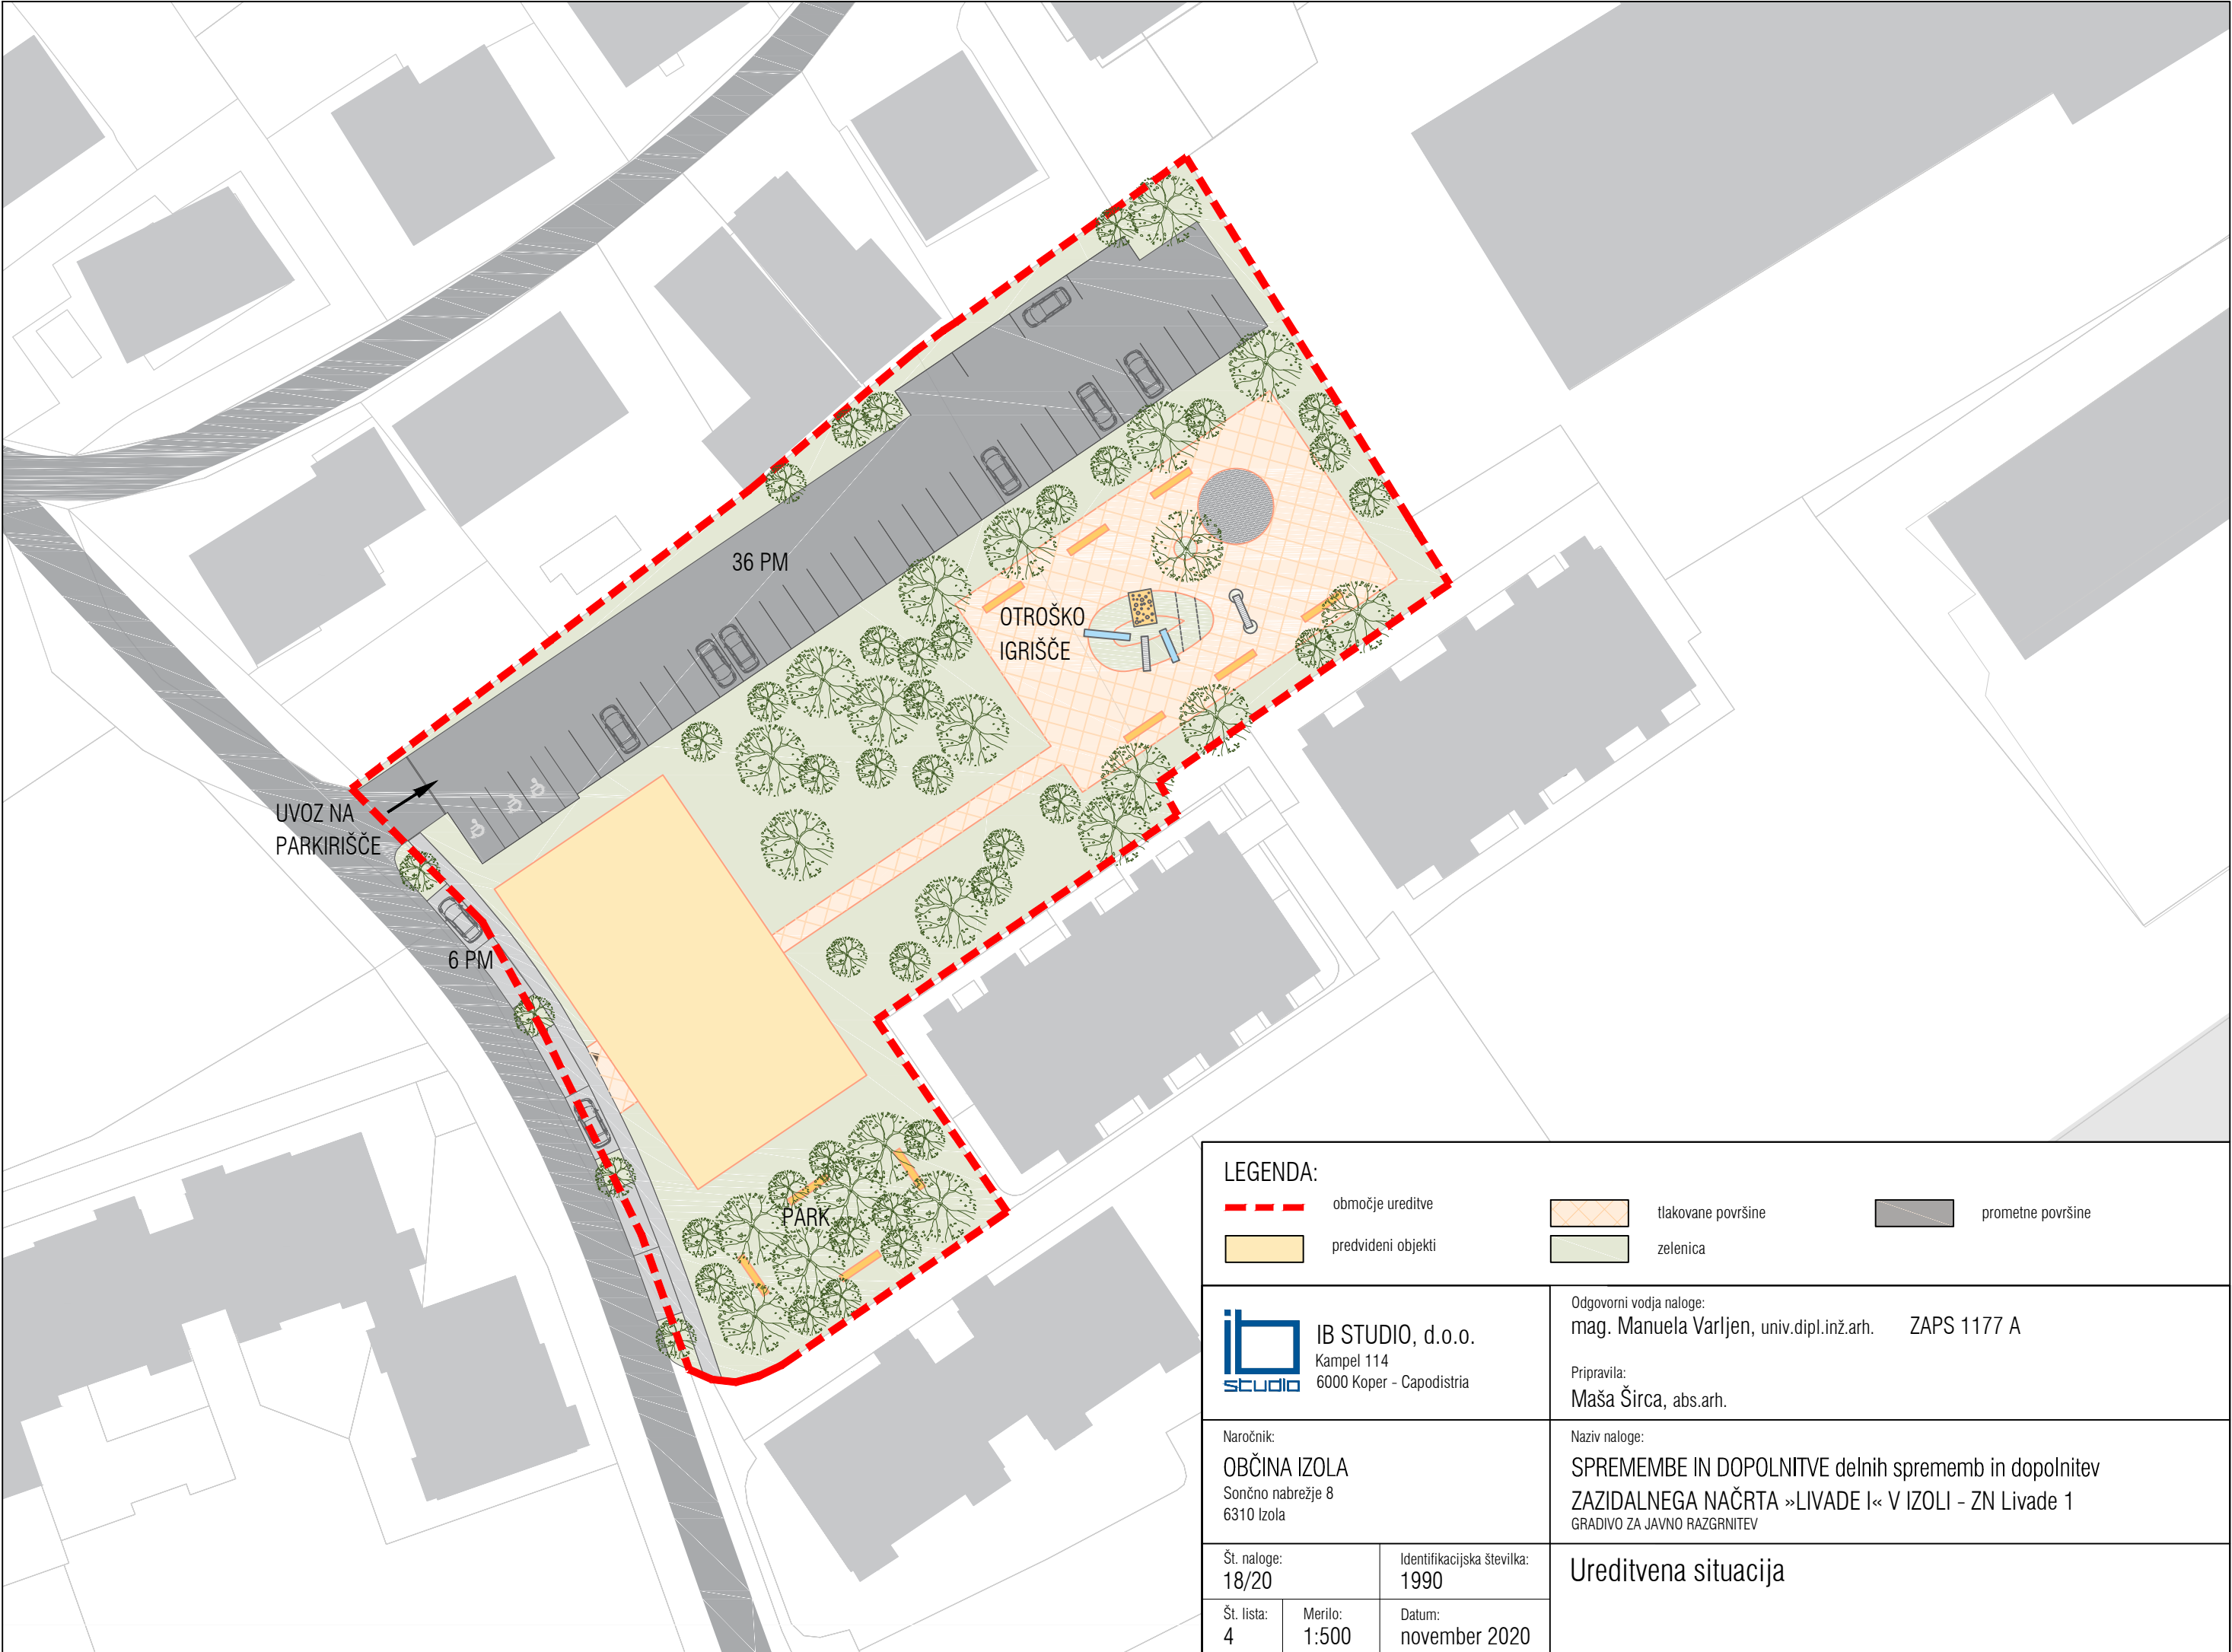 36 PM
OTROŠKO
IGRIŠČE
UVOZ NA
PARKIRIŠČE
6 PM
PARK
LEGENDA:
območje ureditve
tlakovane površine
prometne površine
predvideni objekti
zelenica
ib
studio
IB STUDIO, d.o.o.
Kampel 114
6000 Koper - Capodistria
Odgovorni vodja naloge:
mag. Manuela Varljen, univ.dipl.inž.arh. ZAPS 1177 A
Pripravila:
Maša Širca, abs.arh.
Naročnik:
OBČINA IZOLA
Sončno nabrežje 8
6310 Izola
Naziv naloge:
SPREMEMBE IN DOPOLNITVE delnih sprememb in dopolnitev
ZAZIDALNEGA NAČRTA »LIVADE I« V IZOLI - ZN Livade 1
GRADIVO ZA JAVNO RAZGRNITEV
Št. naloge:
18/20
Identifikacijska številka:
1990
Št. lista:
4
Merilo:
1:500
Datum:
november 2020
Ureditvena situacija